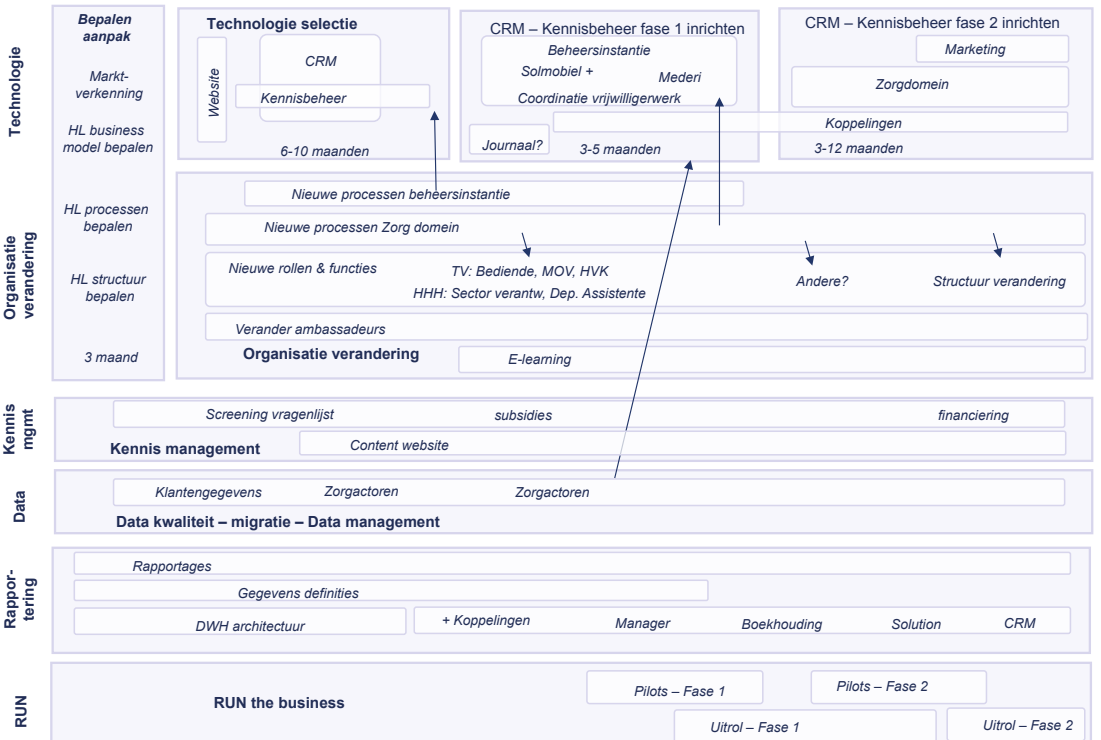 Technologie
Bepalen
aanpak
Markt-
verkenning
HL business
model bepalen
HL processen
bepalen
HL structuur
bepalen
3 maand
Technologie selectie
Website
CRM
Kennisbeheer
6-10 maanden
CRM – Kennisbeheer fase 1 inrichten
Beheersinstantie
Solmobiel +
Mederi
Coordinatie vrijwilligerwerk
Journaal?
3-5 maanden
CRM – Kennisbeheer fase 2 inrichten
Marketing
Zorgdomein
Koppelingen
3-12 maanden
Organisatie
verandering
Nieuwe processen beheersinstantie
Nieuwe processen Zorg domein
Nieuwe rollen & functies
TV: Bediende, MOV, HVK
HHH: Sector verantw, Dep. Assistente
Andere?
Structuur verandering
Verander ambassadeurs
Organisatie verandering
E-learning
Kennis
mgmt
Screening vragenlijst
subsidies
financiering
Kennis management
Content website
Data
Klantengegevens
Zorgactoren
Zorgactoren
Data kwaliteit – migratie – Data management
Rappor-
tering
Rapportages
Gegevens definities
DWH architectuur
+ Koppelingen
Manager
Boekhouding
Solution
CRM
RUN
RUN the business
Pilots – Fase 1
Pilots – Fase 2
Uitrol – Fase 1
Uitrol – Fase 2